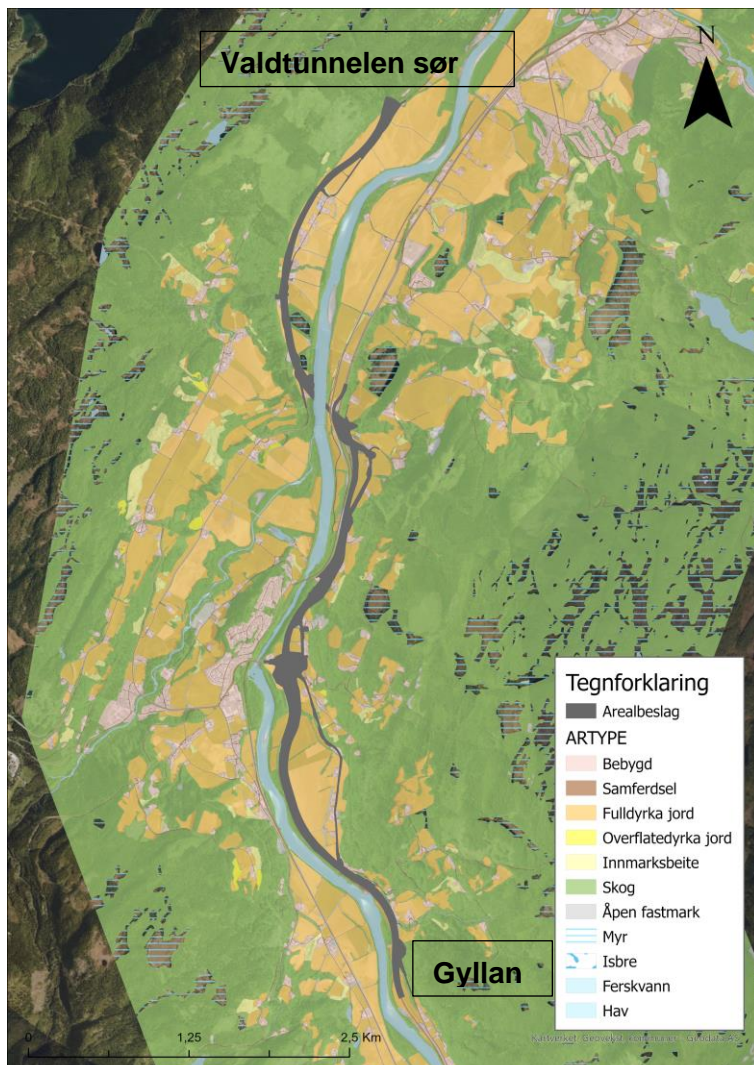 Valdtunnelen sør
N
Tegnforklaring
Arealbeslag
ARTYPE
Bebygd
Samferdsel
Fulldyrka jord
Overflatedyrka jord
Innmarksbeite
Skog
Åpen fastmark
Myr
Isbre
Ferskvann
Hav
Gyllan
0 1,25 2,5 Km
Kartverket, Geovekst, kommuner - Geodata AS